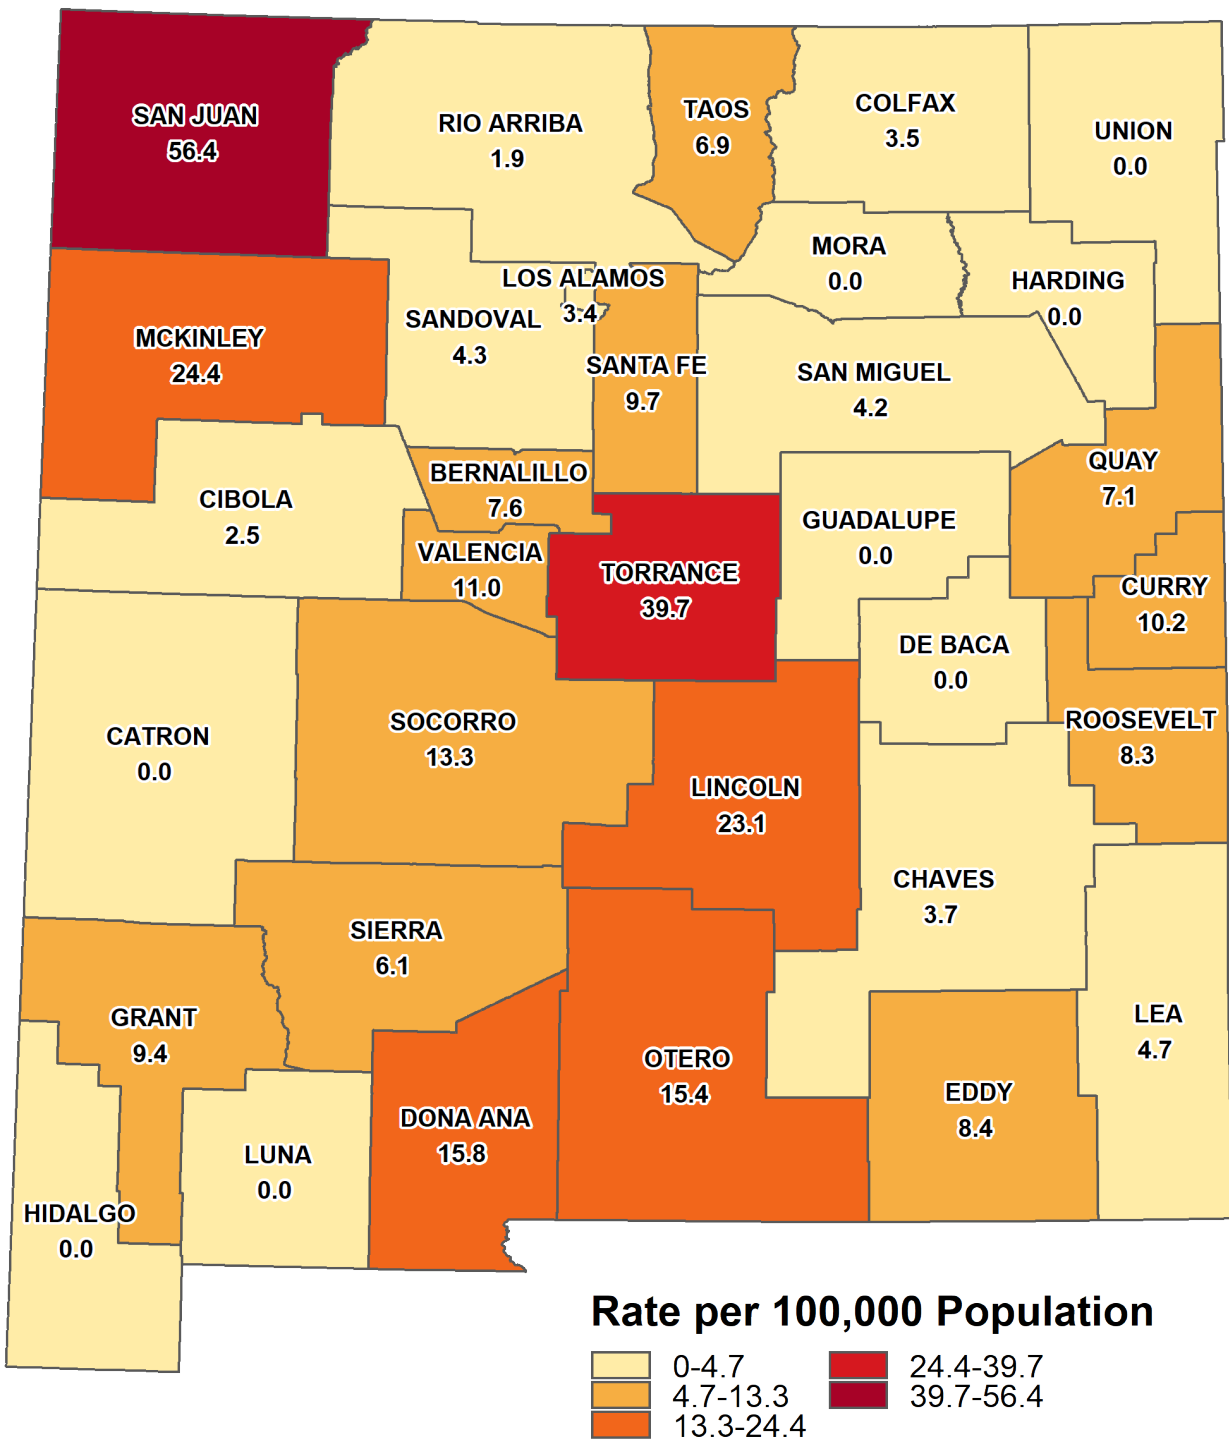 SAN JUAN
56.4
RIO ARRIBA
1.9
TAOS
6.9
COLFAX
3.5
UNION
0.0
MORA
0.0
HARDING
0.0
LOS ALAMOS
3.4
SANDOVAL
4.3
MCKINLEY
24.4
SANTA FE
9.7
SAN MIGUEL
4.2
QUAY
7.1
BERNALILLO
7.6
CIBOLA
2.5
GUADALUPE
0.0
VALENCIA
11.0
TORRANCE
39.7
CURRY
10.2
DE BACA
0.0
ROOSEVELT
8.3
SOCORRO
13.3
CATRON
0.0
LINCOLN
23.1
CHAVES
3.7
SIERRA
6.1
GRANT
9.4
LEA
4.7
OTERO
15.4
EDDY
8.4
DONA ANA
15.8
LUNA
0.0
HIDALGO
0.0
Rate per 100,000 Population
0-4.7
4.7-13.3
13.3-24.4
24.4-39.7
39.7-56.4